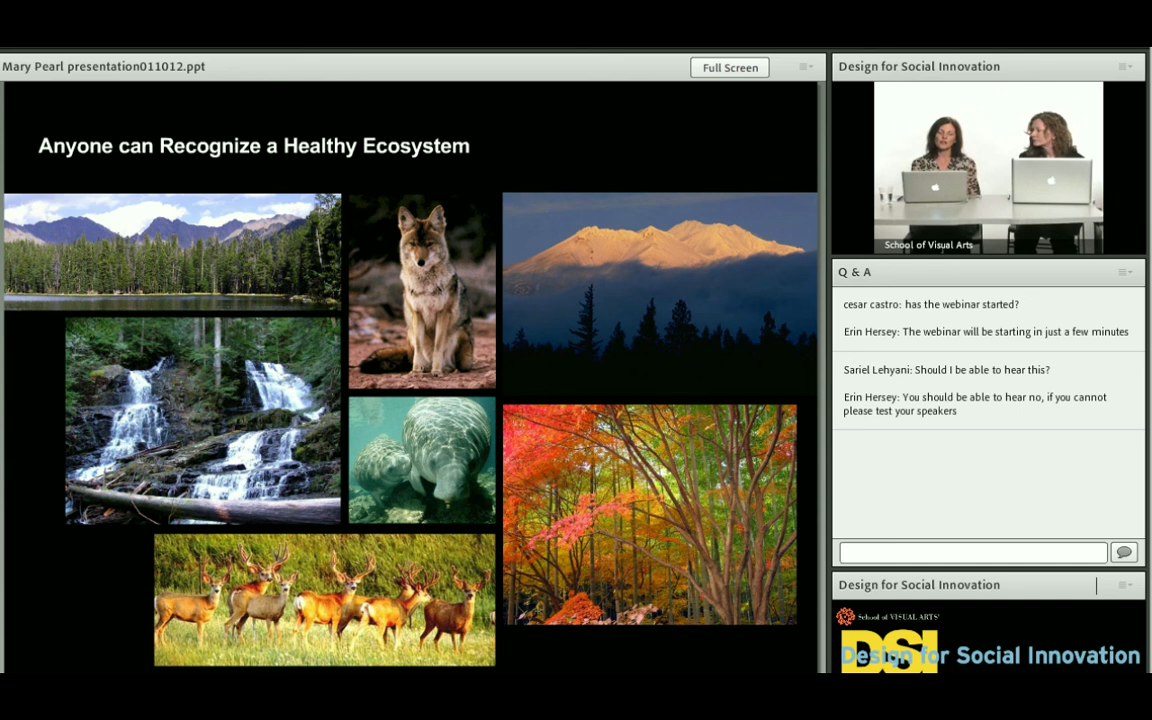 Mary Pearl presentation011012.ppt
Full Screen
Anyone can Recognize a Healthy Ecosystem
Design for Social Innovation
School of Visual Arts
Q & A
cesar castro: has the webinar started?
Erin Hersey: The webinar will be starting in just a few minutes
Sariel Lehyani: Should I be able to hear this?
Erin Hersey: You should be able to hear no, if you cannot
please test your speakers
Design for Social Innovation
School of VISUAL ARTS
DSI
Design for Social Innovation